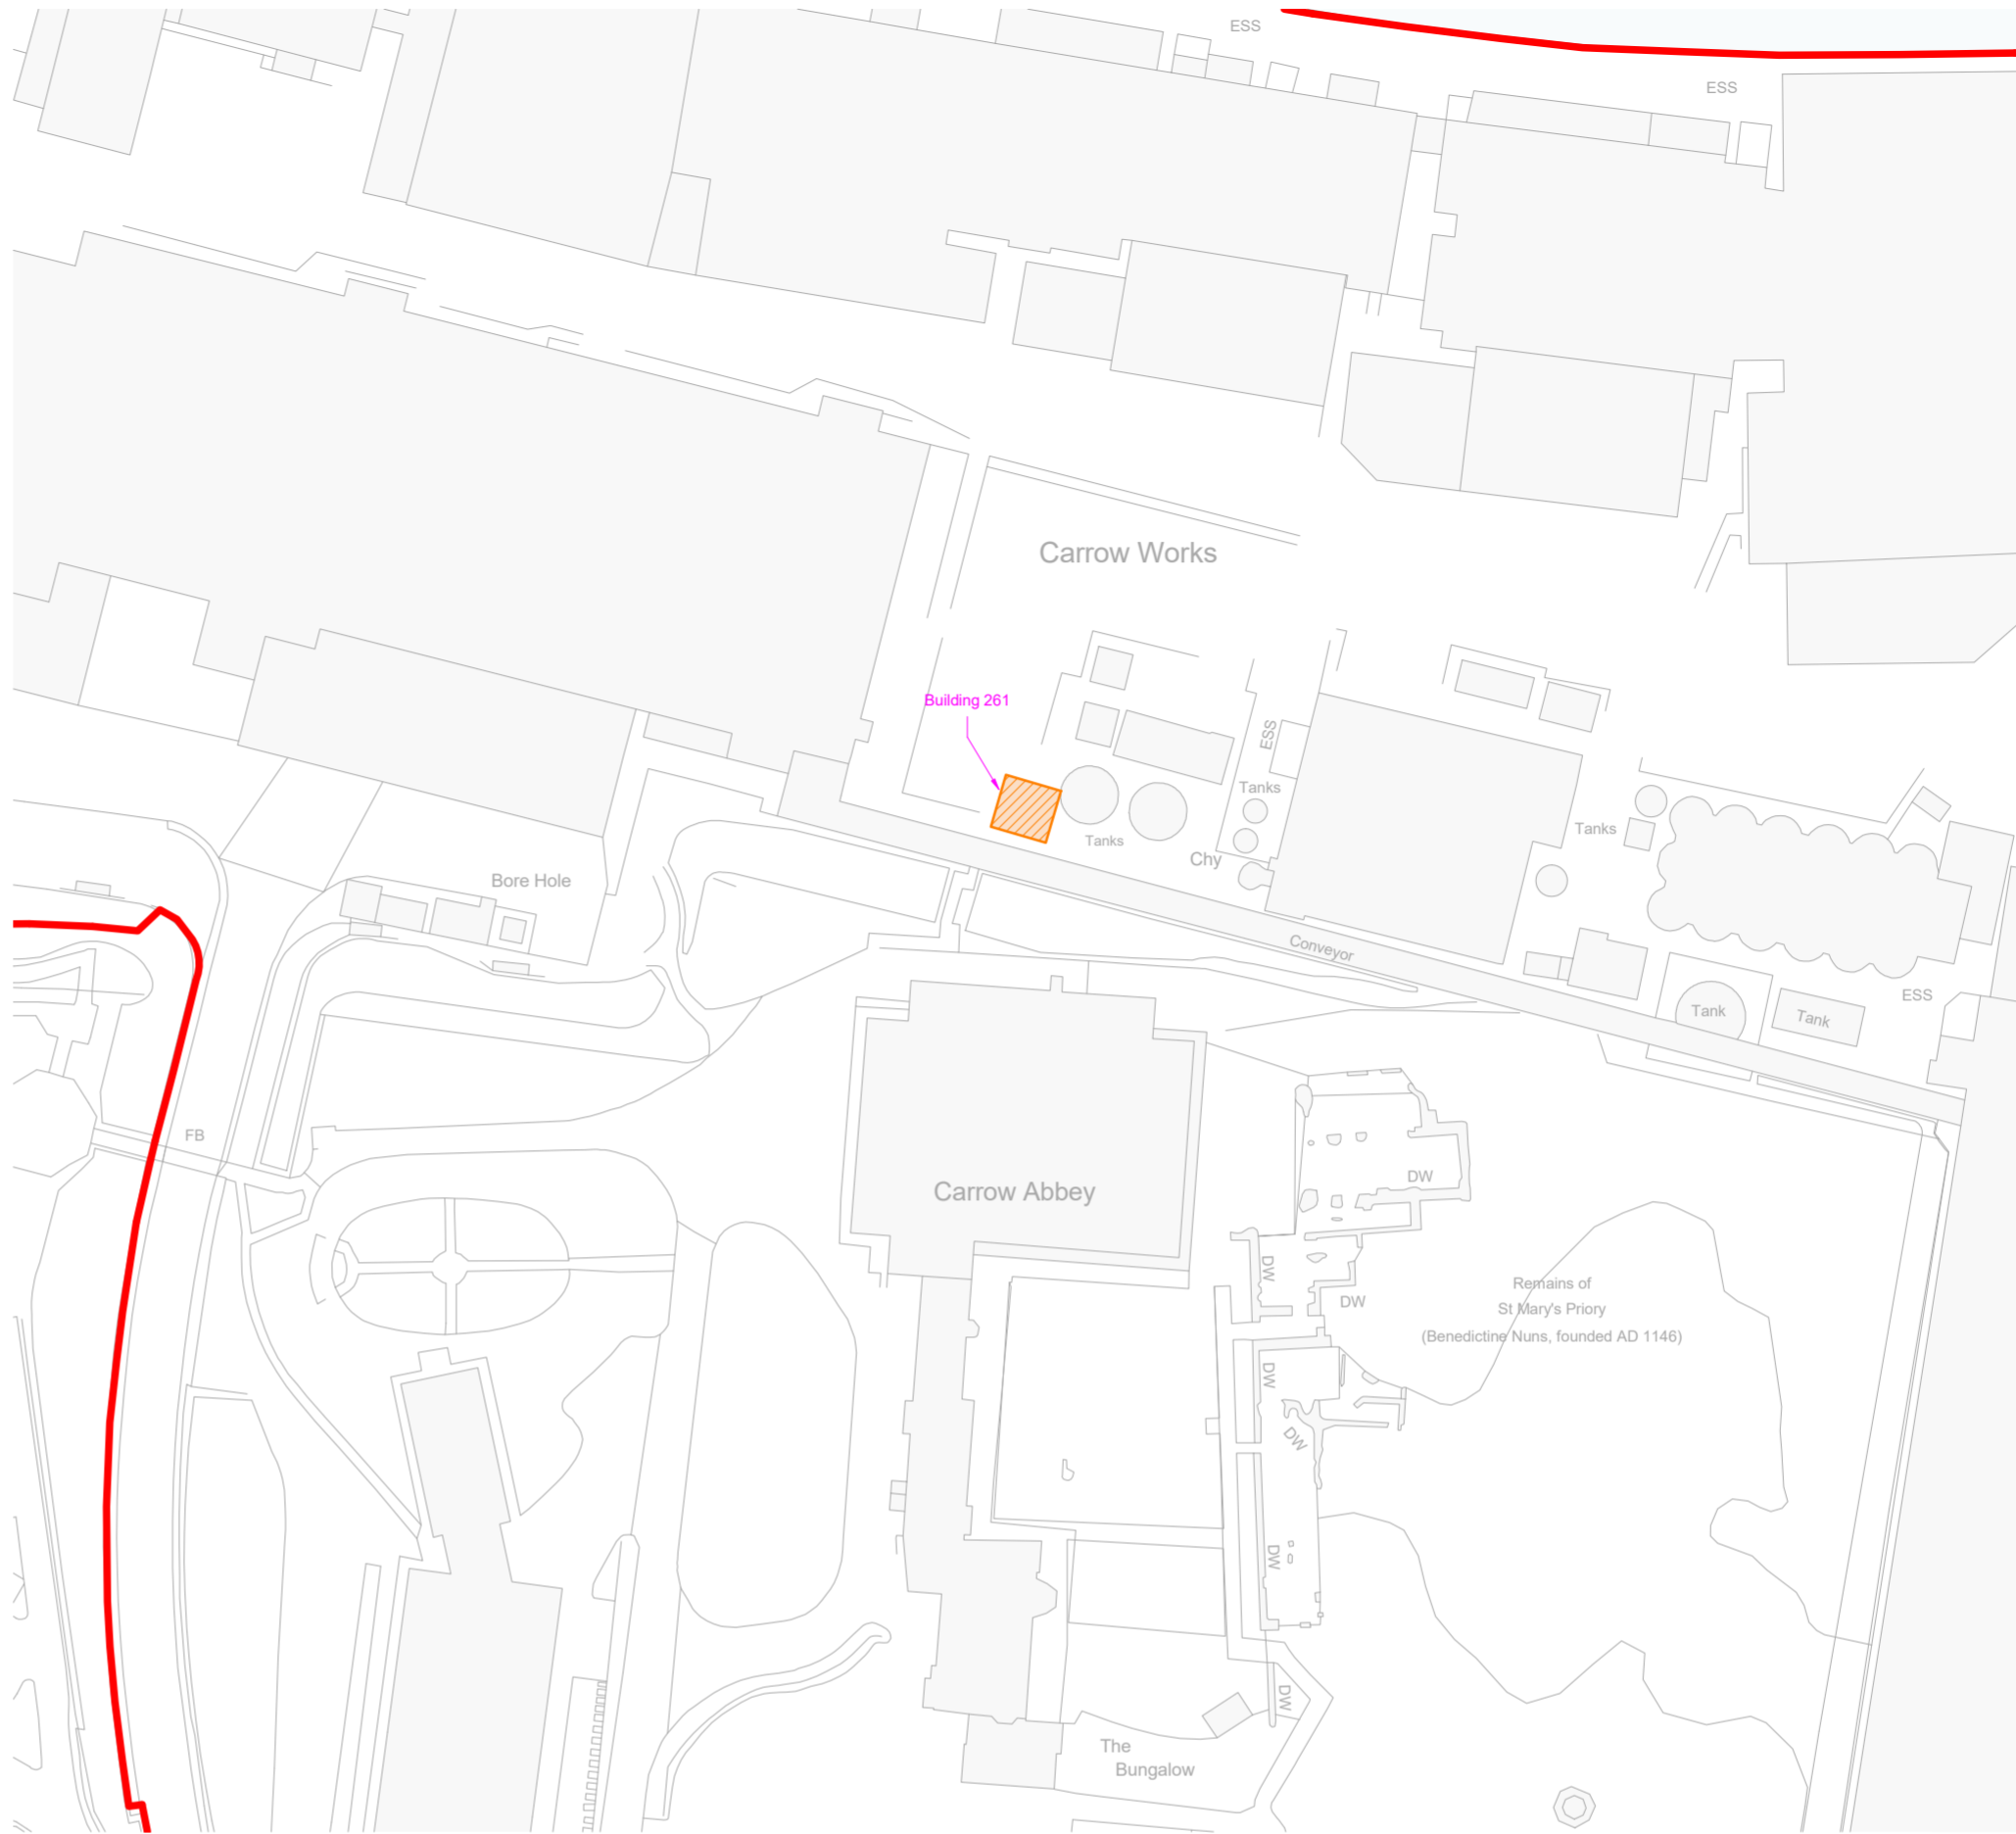 ESS
ESS
Carrow Works
Building 261
ESS
Tanks
Tanks
Tanks
Chy
Bore Hole
Conveyor
ESS
Tank
Tank
FB
DW
Carrow Abbey
DW
DW
Remains of
St Mary's Priory
(Benedictine Nuns, founded AD 1146)
DW
DW
DW
DW
The
Bungalow